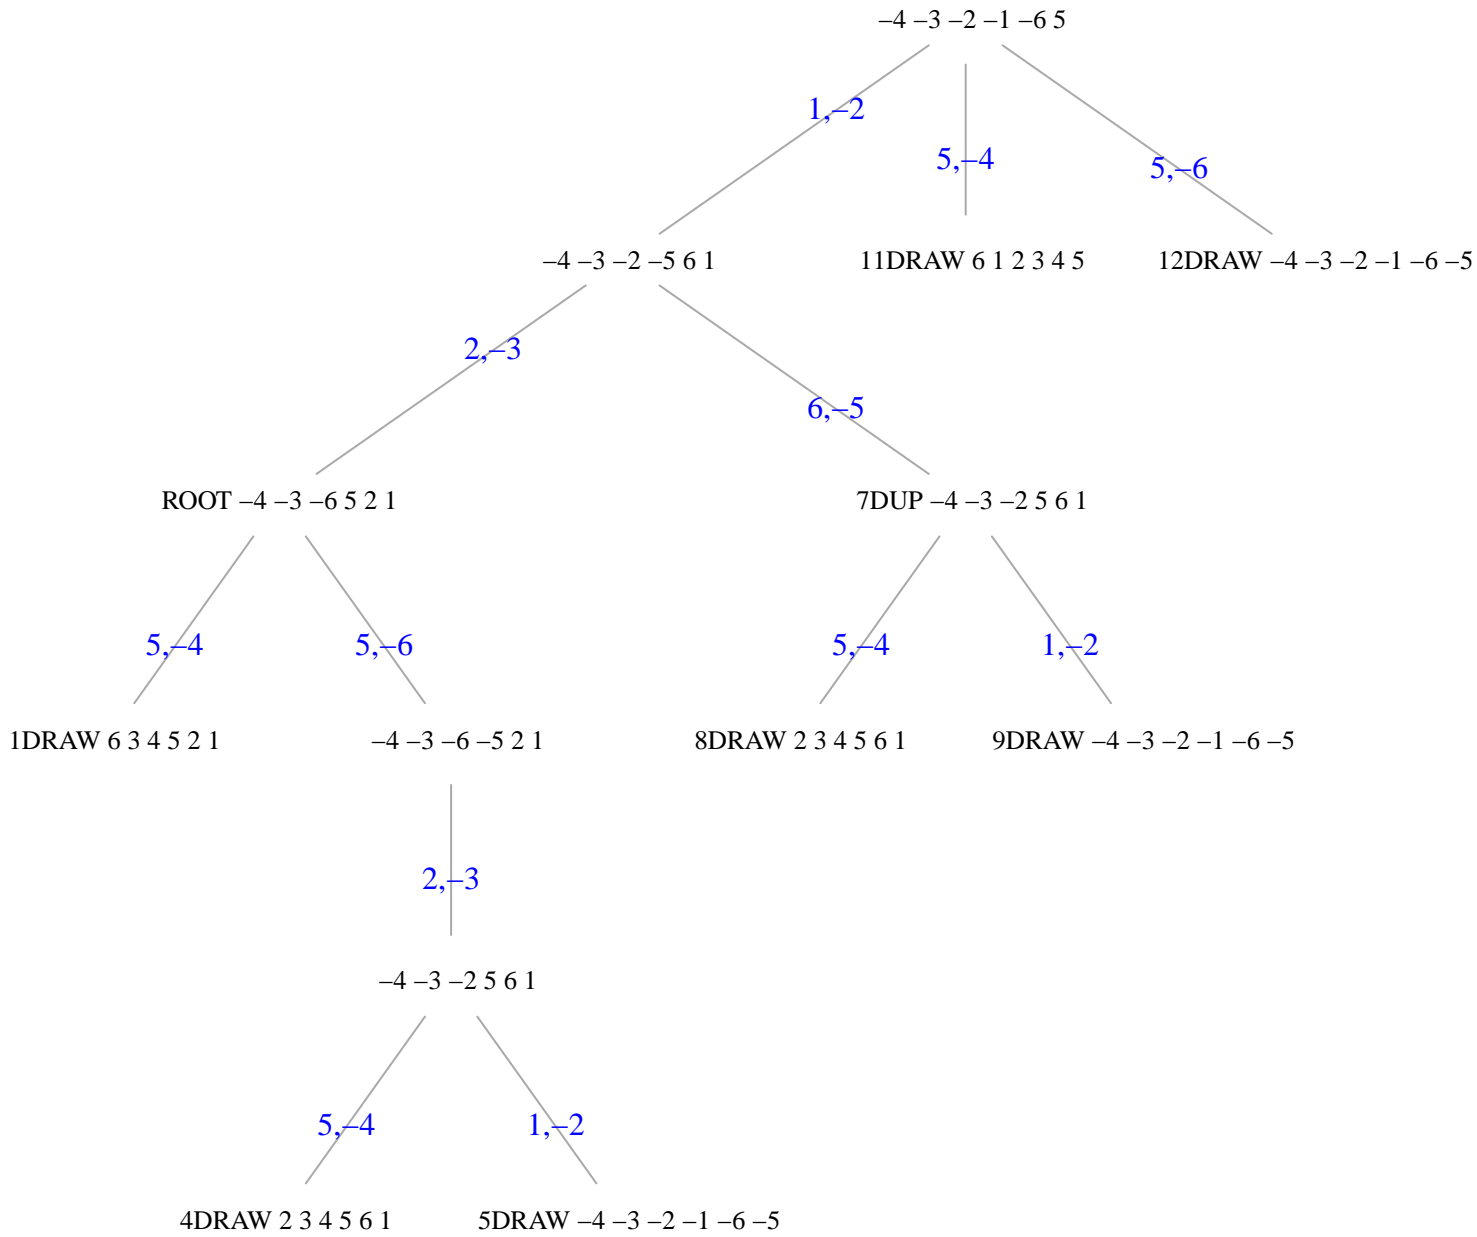 –4 –3 –2 –1 –6 5
1,–2
5,–4
5,–6
–4 –3 –2 –5 6 1
11DRAW 6 1 2 3 4 5
12DRAW –4 –3 –2 –1 –6 –5
2,–3
6,–5
ROOT –4 –3 –6 5 2 1
7DUP –4 –3 –2 5 6 1
5,–4
5,–6
5,–4
1,–2
1DRAW 6 3 4 5 2 1
–4 –3 –6 –5 2 1
8DRAW 2 3 4 5 6 1
9DRAW –4 –3 –2 –1 –6 –5
2,–3
–4 –3 –2 5 6 1
5,–4
1,–2
4DRAW 2 3 4 5 6 1
5DRAW –4 –3 –2 –1 –6 –5